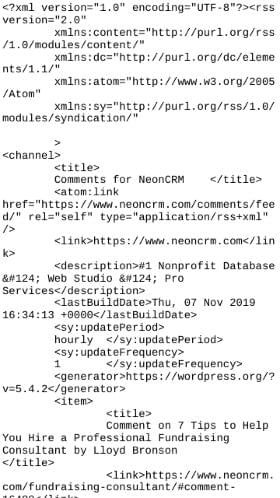 <?xml version="1.0" encoding="UTF-8"?><rss
version="2.0"
xmlns:content="http://purl.org/rss
/1.0/modules/content/"
xmlns:dc="http://purl.org/dc/eleme
nts/1.1/"
xmlns:atom="http://www.w3.org/2005
/Atom"
xmlns:sy="http://purl.org/rss/1.0/
modules/syndication/"
>
<channel>
<title>
Comments for NeonCRM    </title>
<atom:link
href="https://www.neoncrm.com/comments/fee
d/" rel="self" type="application/rss+xml"
/>
<link>https://www.neoncrm.com</lin
k>
<description>#1 Nonprofit Database
&#124; Web Studio &#124; Pro
Services</description>
<lastBuildDate>Thu, 07 Nov 2019
16:34:13 +0000</lastBuildDate>
<sy:updatePeriod>
hourly  </sy:updatePeriod>
<sy:updateFrequency>
1       </sy:updateFrequency>
<generator>https://wordpress.org/?
v=5.4.2</generator>
<item>
<title>
Comment on 7 Tips to Help
You Hire a Professional Fundraising
Consultant by Lloyd Bronson
</title>
<link>https://www.neoncrm.
com/fundraising-consultant/#comment-